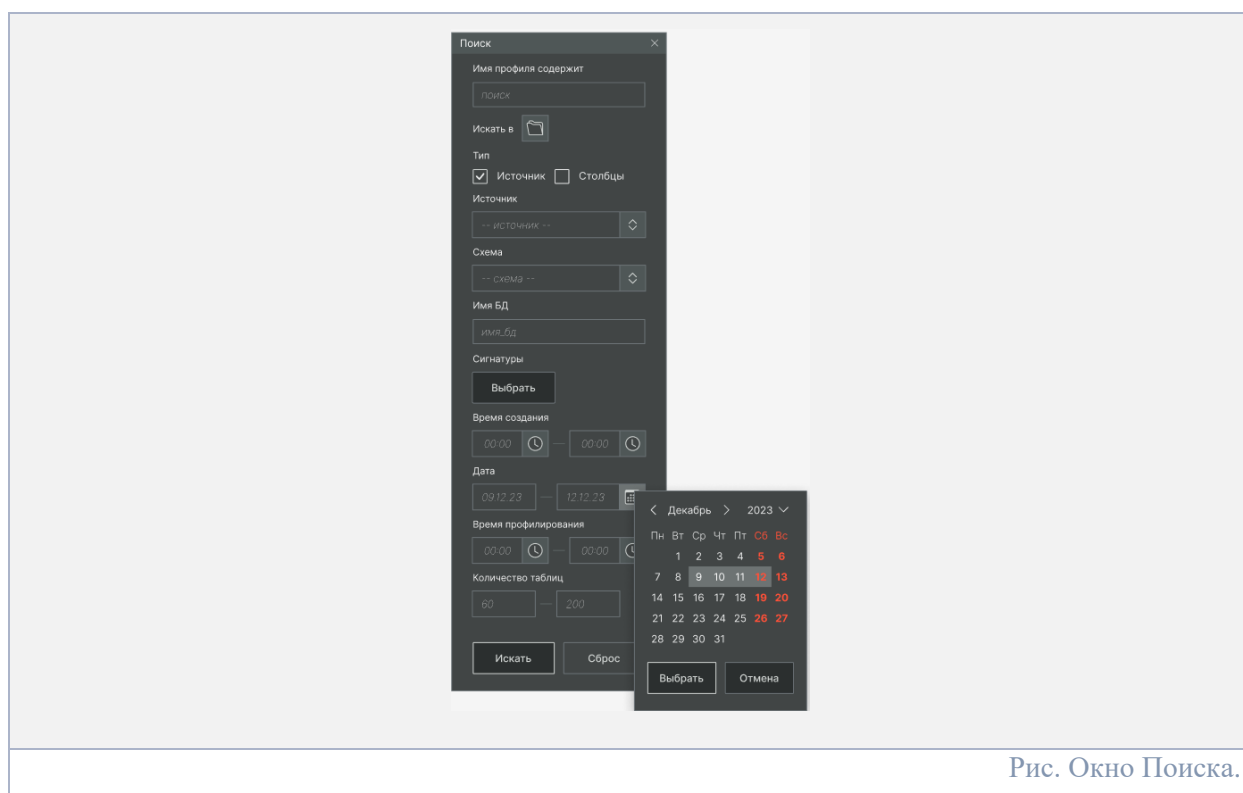 Поиск
Имя профиля содержит
поиск
Искать в
Тип
Источник Столбцы
Источник
-- источник --
Схема
-- схема --
Имя БД
имя_бд
Сигнатуры
Выбрать
Время создания
00:00 — 00:00
Дата
09.12.23 — 12.12.23
Время профилирования
00:00 — 00:00
Количество таблиц
60 — 200
Искать Сброс
Декабрь 2023
Пн Вт Ср Чт Пт Сб Вс
1 2 3 4 5 6
7 8 9 10 11 12 13
14 15 16 17 18 19 20
21 22 23 24 25 26 27
28 29 30 31
Выбрать Отмена
Рис. Окно Поиска.